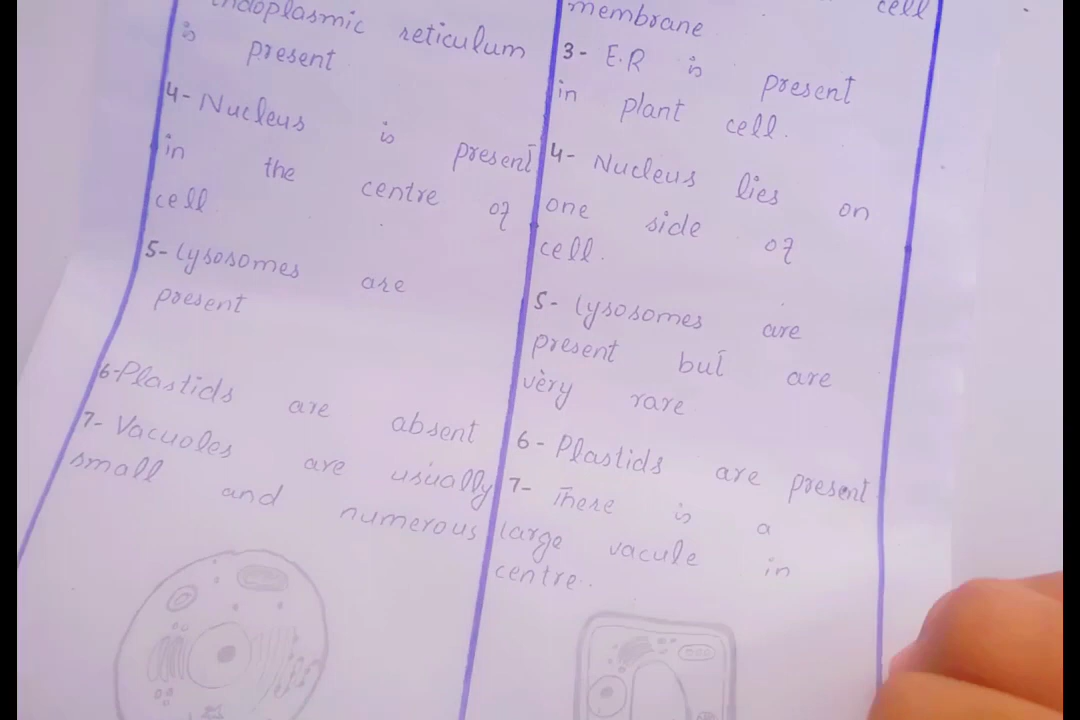 Endoplasmic reticulum
is present
4- Nucleus is present
in the centre of
cell
5- Lysosomes are
present
6- Plastids are absent
7- Vacuoles are usually
small and numerous
cell
membrane
3- E.R is present
in plant cell.
4- Nucleus lies on
one side of
cell.
5- Lysosomes are
present but are
very rare
6- Plastids are present
7- There is a
large vacule in
centre..